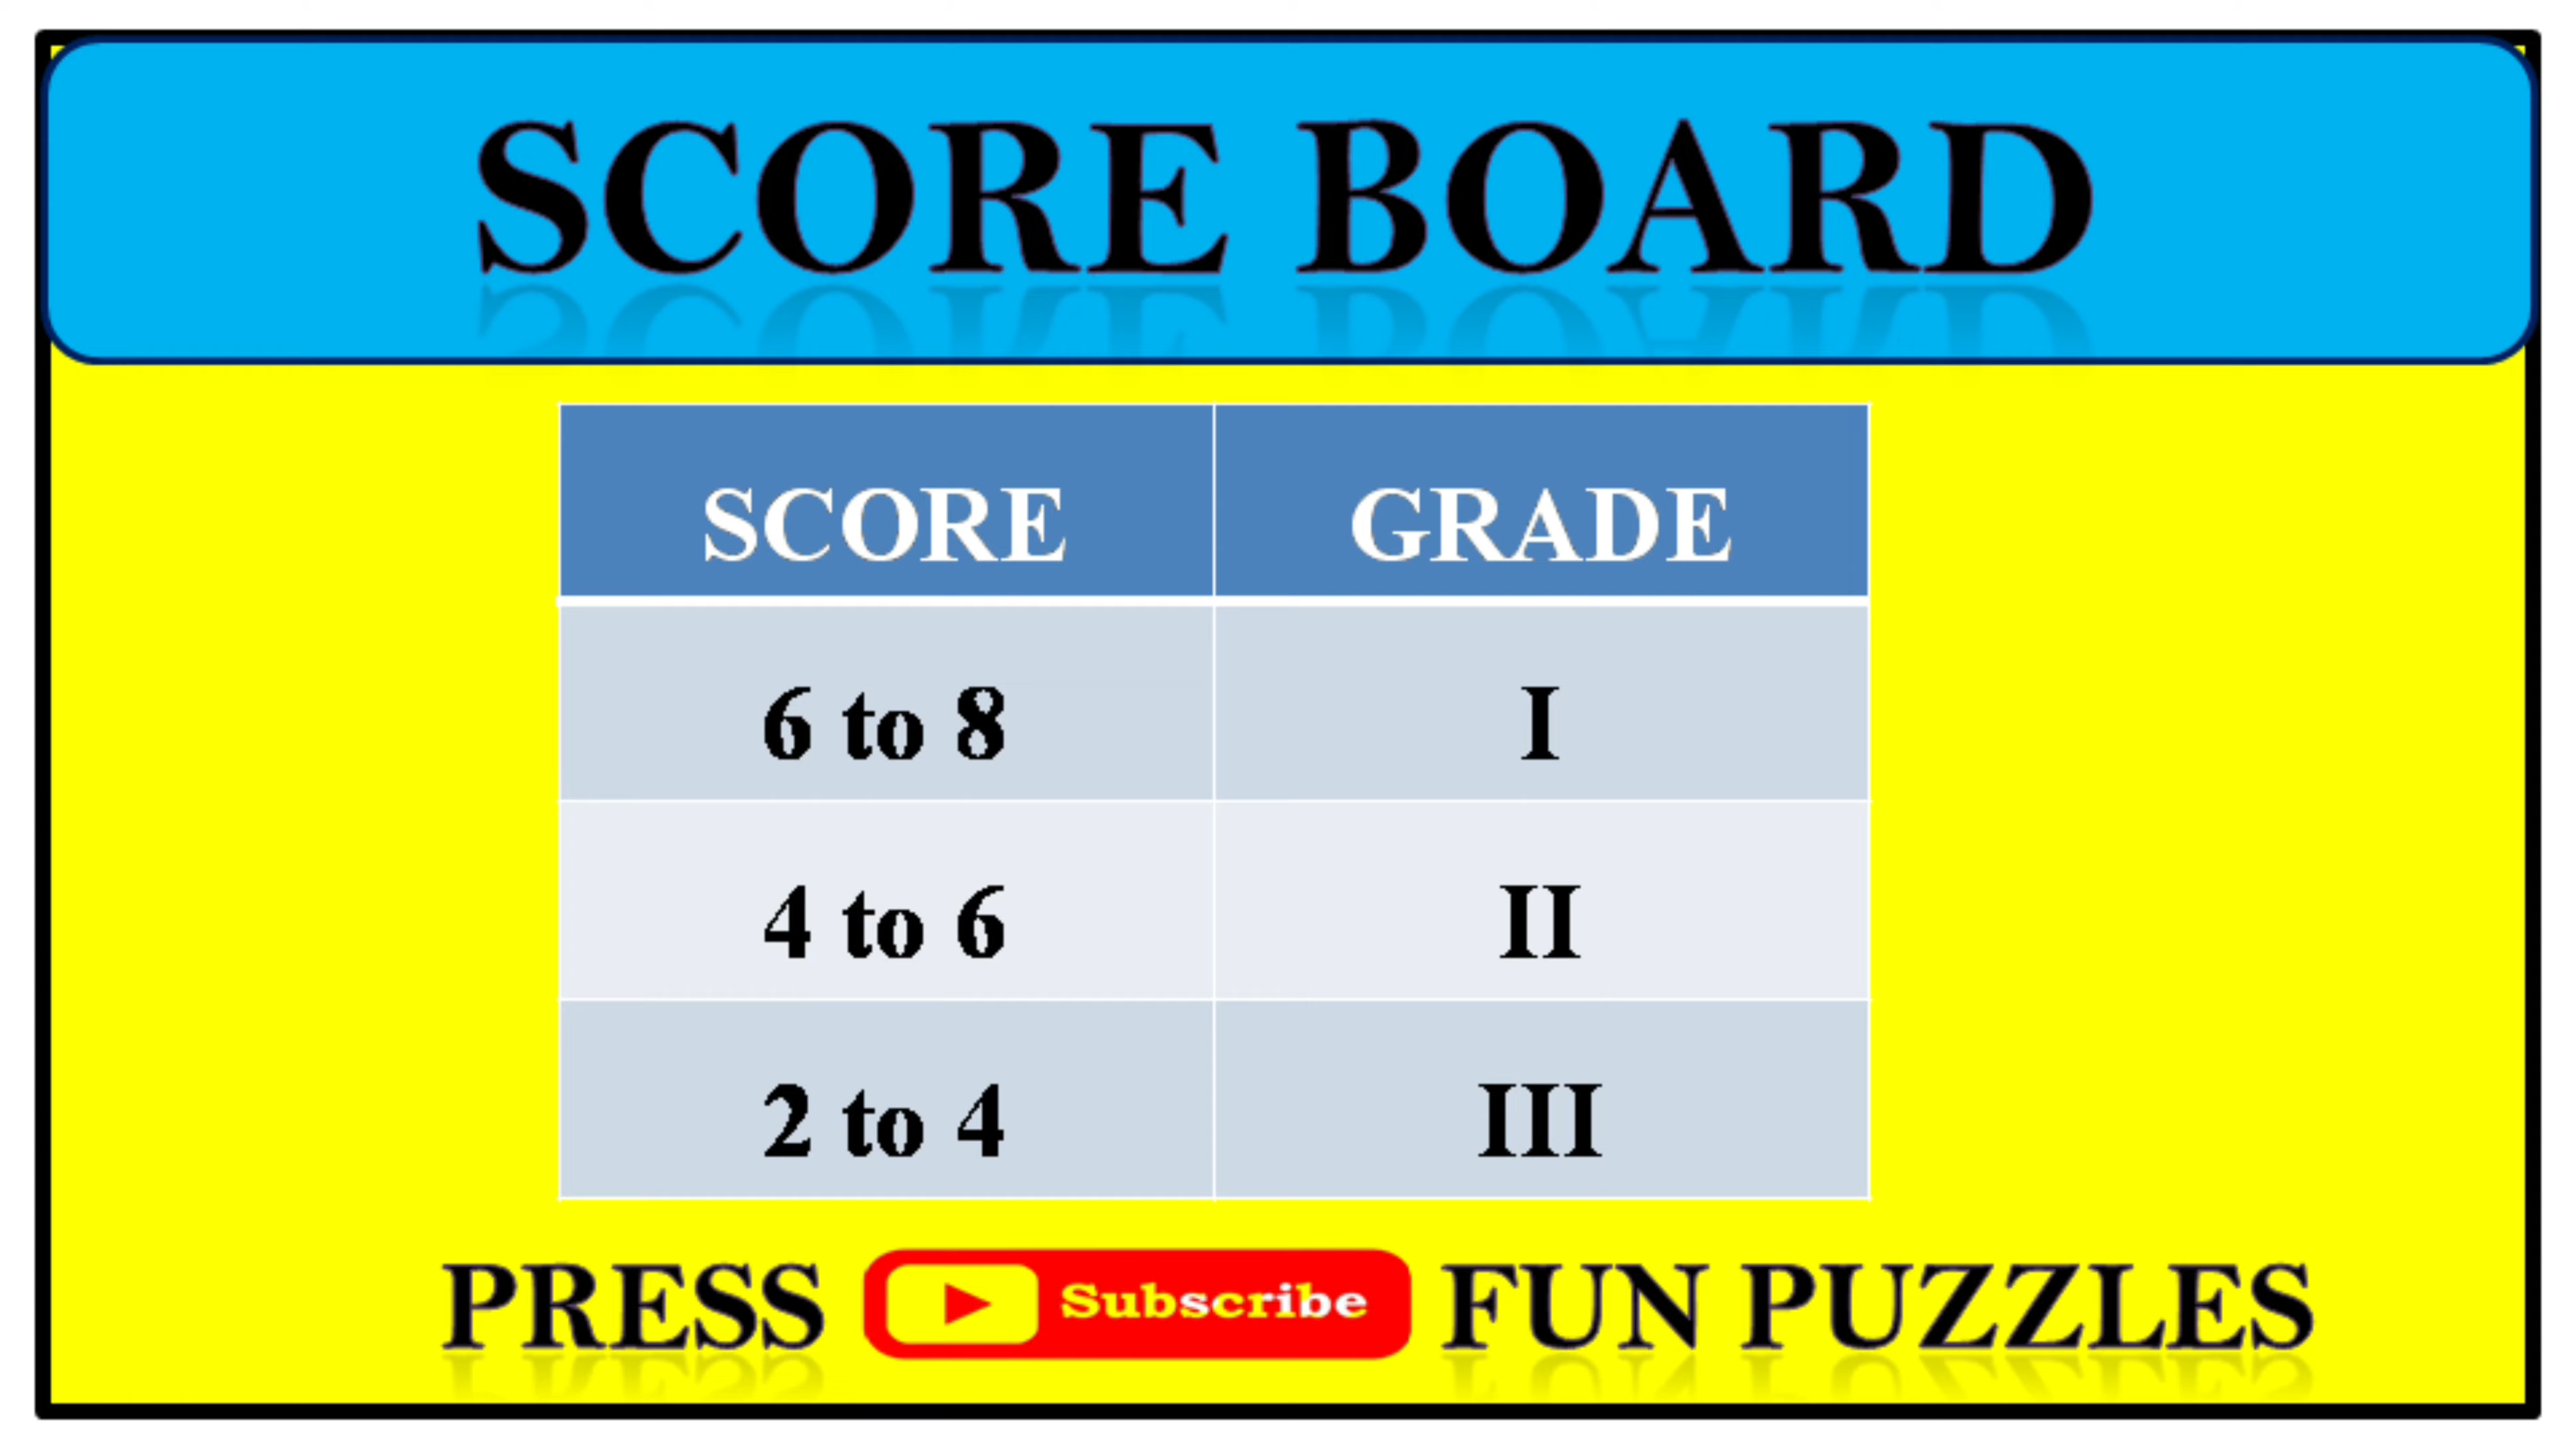 SCORE BOARD
SCORE GRADE
6 to 8 I
4 to 6 II
2 to 4 III
PRESS Subscribe FUN PUZZLES